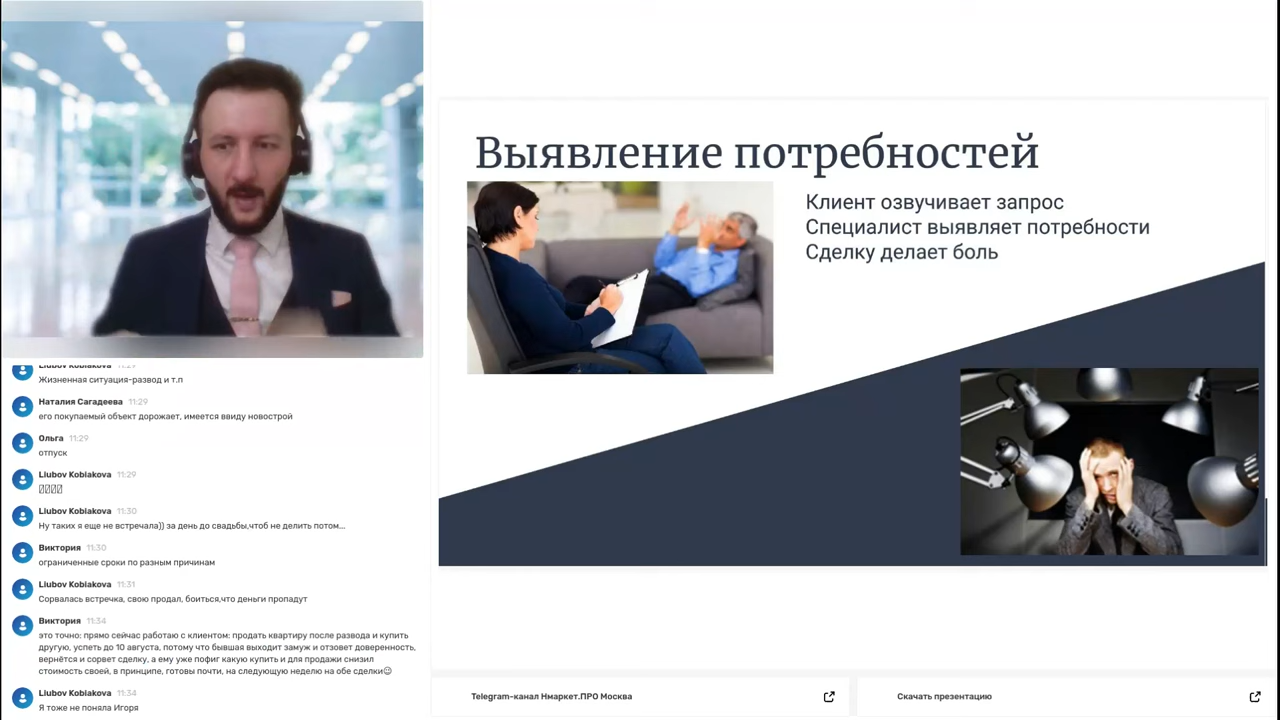 Выявление потребностей
Клиент озвучивает запрос
Специалист выявляет потребности
Сделку делает боль
Liubov Kobiakova 11:29
Жизненная ситуация-развод и т.п
Наталия Сагадеева 11:29
его покупаемый объект дорожает, имеется ввиду новострой
Ольга 11:29
отпуск
Liubov Kobiakova 11:29
Liubov Kobiakova 11:30
Ну таких я еще не встречала)) за день до свадьбы,чтоб не делить потом...
Виктория 11:30
ограниченные сроки по разным причинам
Liubov Kobiakova 11:31
Сорвалась встречка, свою продал, боиться,что деньги пропадут
Виктория 11:34
это точно: прямо сейчас работаю с клиентом: продать квартиру после развода и купить
другую, успеть до 10 августа, потому что бывшая выходит замуж и отзовет доверенность,
вернётся и сорвет сделку, а ему уже пофиг какую купить и для продажи снизил
стоимость своей, в принципе, готовы почти, на следующую неделю на обе сделки😉
Liubov Kobiakova 11:34
Я тоже не поняла Игоря
Telegram-канал Нмаркет.ПРО Москва
Скачать презентацию